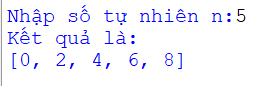 Nhập số tự nhiên n:5
Kết quả là:
[0, 2, 4, 6, 8]